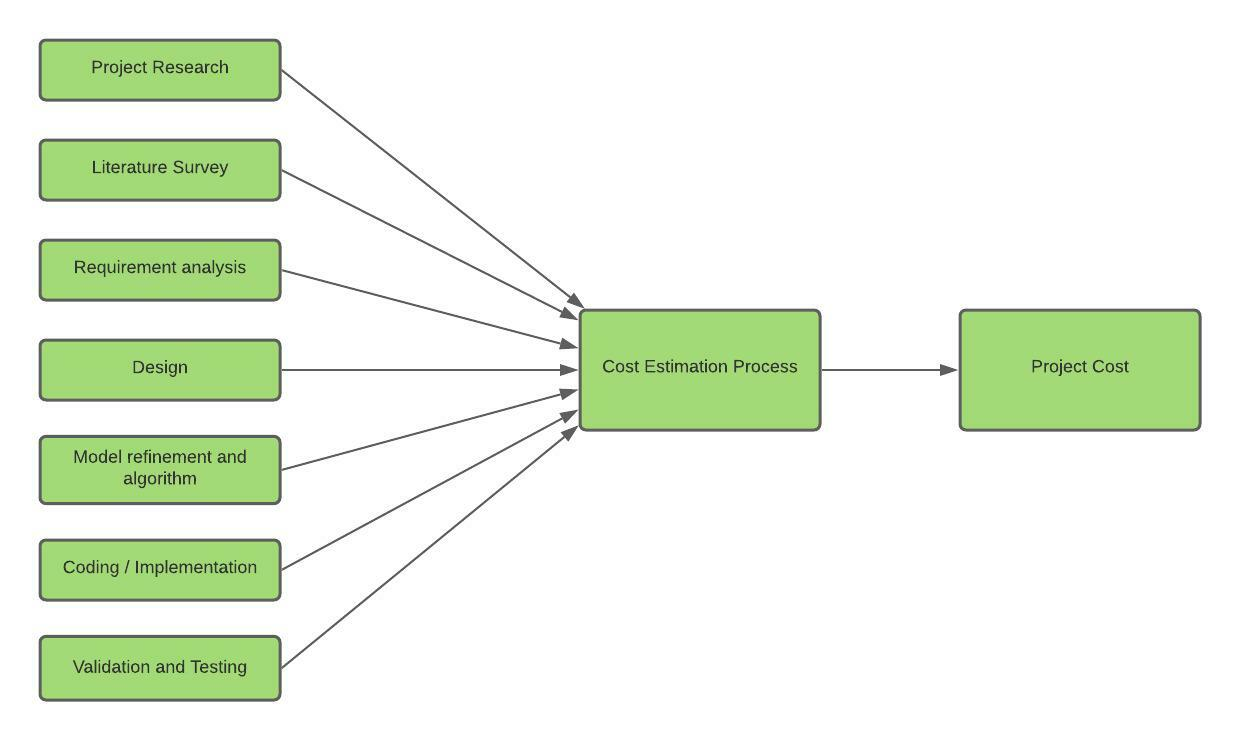 Project Research
Literature Survey
Requirement analysis
Design
Model refinement and
algorithm
Coding / Implementation
Validation and Testing
Cost Estimation Process
Project Cost